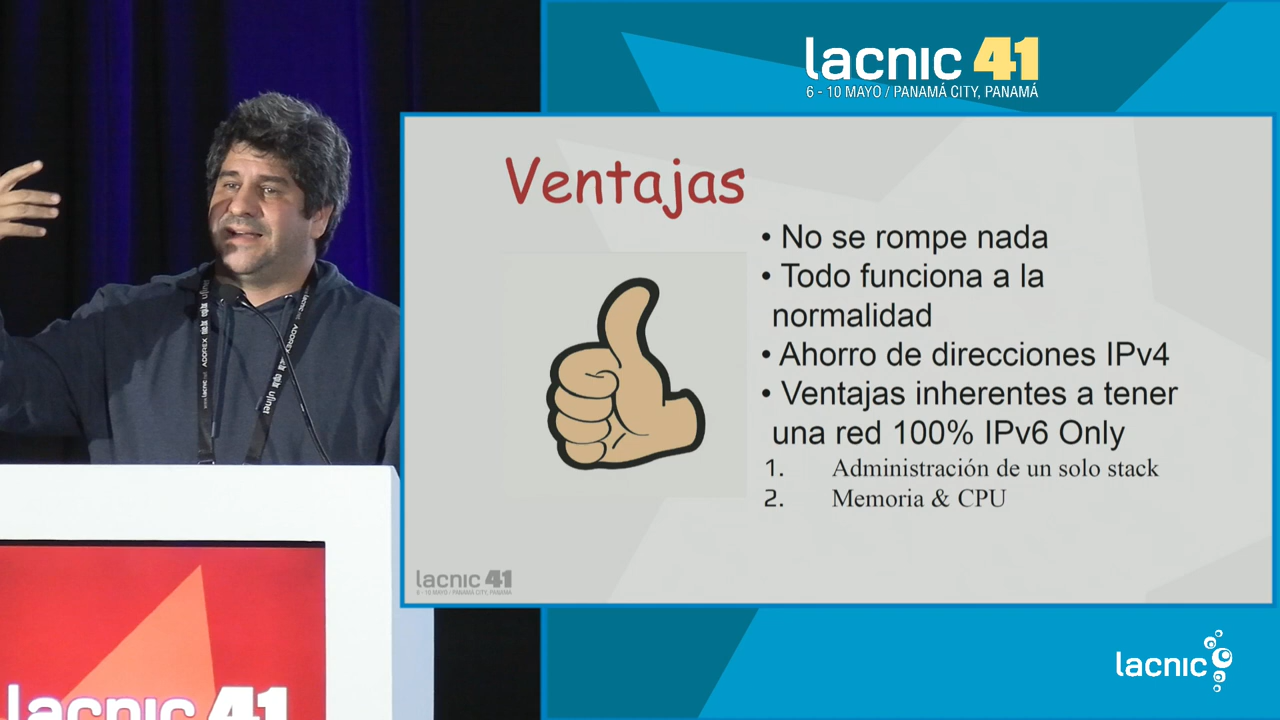 lacnic 41
6 - 10 MAYO / PANAMÁ CITY, PANAMÁ
Ventajas
• No se rompe nada
• Todo funciona a la
normalidad
• Ahorro de direcciones IPv4
• Ventajas inherentes a tener
una red 100% IPv6 Only
1. Administración de un solo stack
2. Memoria & CPU
lacnic 41
6 - 10 MAYO / PANAMÁ CITY, PANAMÁ
lacnic
ADDREX
ufinet
lacnic 41